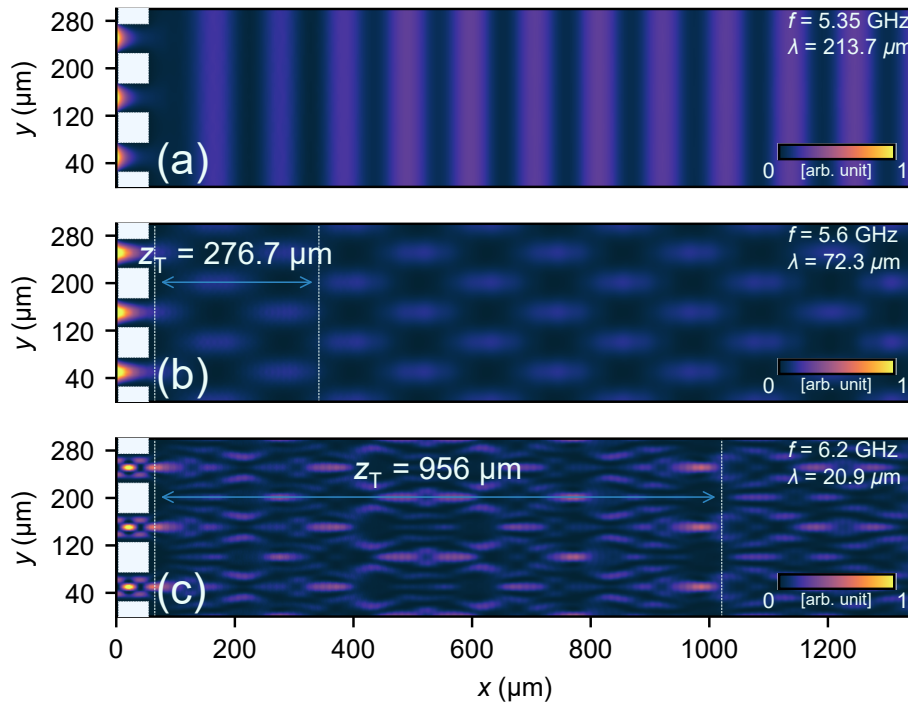 280
200
120
40
y (µm)
(a)
f = 5.35 GHz
λ = 213.7 µm
0 [arb. unit] 1
280
200
120
40
y (µm)
z_T = 276.7 µm
(b)
f = 5.6 GHz
λ = 72.3 µm
0 [arb. unit] 1
280
200
120
40
y (µm)
z_T = 956 µm
(c)
f = 6.2 GHz
λ = 20.9 µm
0 [arb. unit] 1
0 200 400 600 800 1000 1200
x (µm)